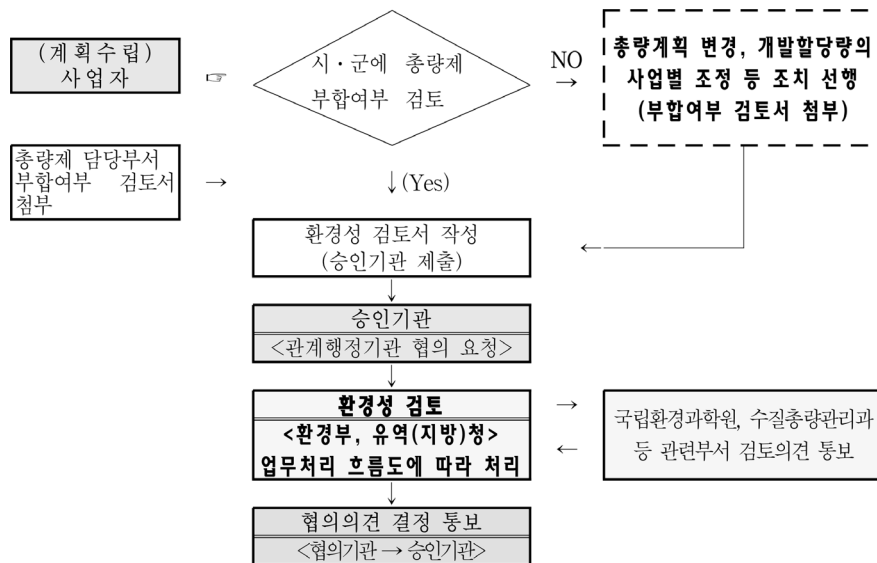 (계획수립)
사업자
☞
시·군에 총량제
부합여부 검토
NO
→
총량계획 변경, 개발할당량의
사업별 조정 등 조치 선행
(부합여부 검토서 첨부)
총량제 담당부서
부합여부 검토서
첨부
→
↓(Yes)
환경성 검토서 작성
(승인기관 제출)
승인기관
<관계행정기관 협의 요청>
환경성 검토
<환경부, 유역(지방)청>
업무처리 흐름도에 따라 처리
→
←
국립환경과학원, 수질총량관리과
등 관련부서 검토의견 통보
협의의견 결정 통보
<협의기관 → 승인기관>